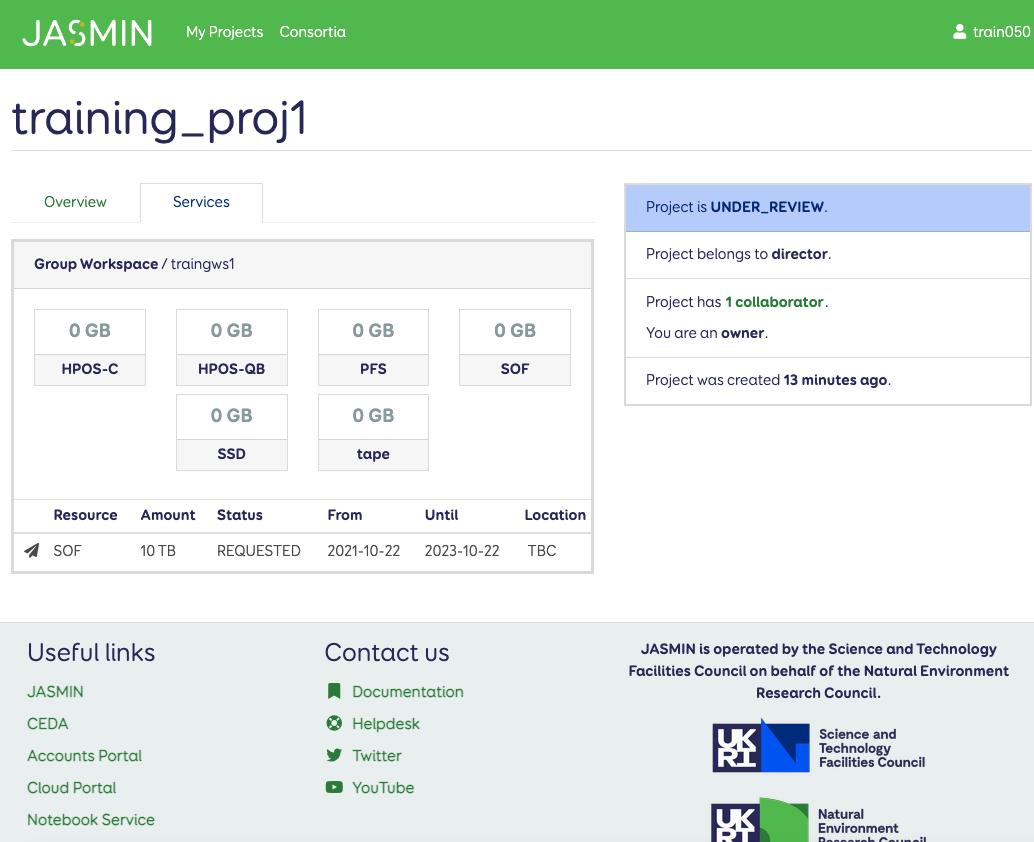 JASMIN My Projects Consortia train050
training_proj1
Overview Services
Group Workspace / traingws1
0 GB 0 GB 0 GB 0 GB
HPOS-C HPOS-QB PFS SOF
0 GB 0 GB
SSD tape
Resource Amount Status From Until Location
SOF 10 TB REQUESTED 2021-10-22 2023-10-22 TBC
Project is UNDER_REVIEW.
Project belongs to director.
Project has 1 collaborator.
You are an owner.
Project was created 13 minutes ago.
Useful links
JASMIN
CEDA
Accounts Portal
Cloud Portal
Notebook Service
Contact us
Documentation
Helpdesk
Twitter
YouTube
JASMIN is operated by the Science and Technology
Facilities Council on behalf of the Natural Environment
Research Council.
UK
RI
Science and
Technology
Facilities Council
UK
RI
Natural
Environment
Research Council